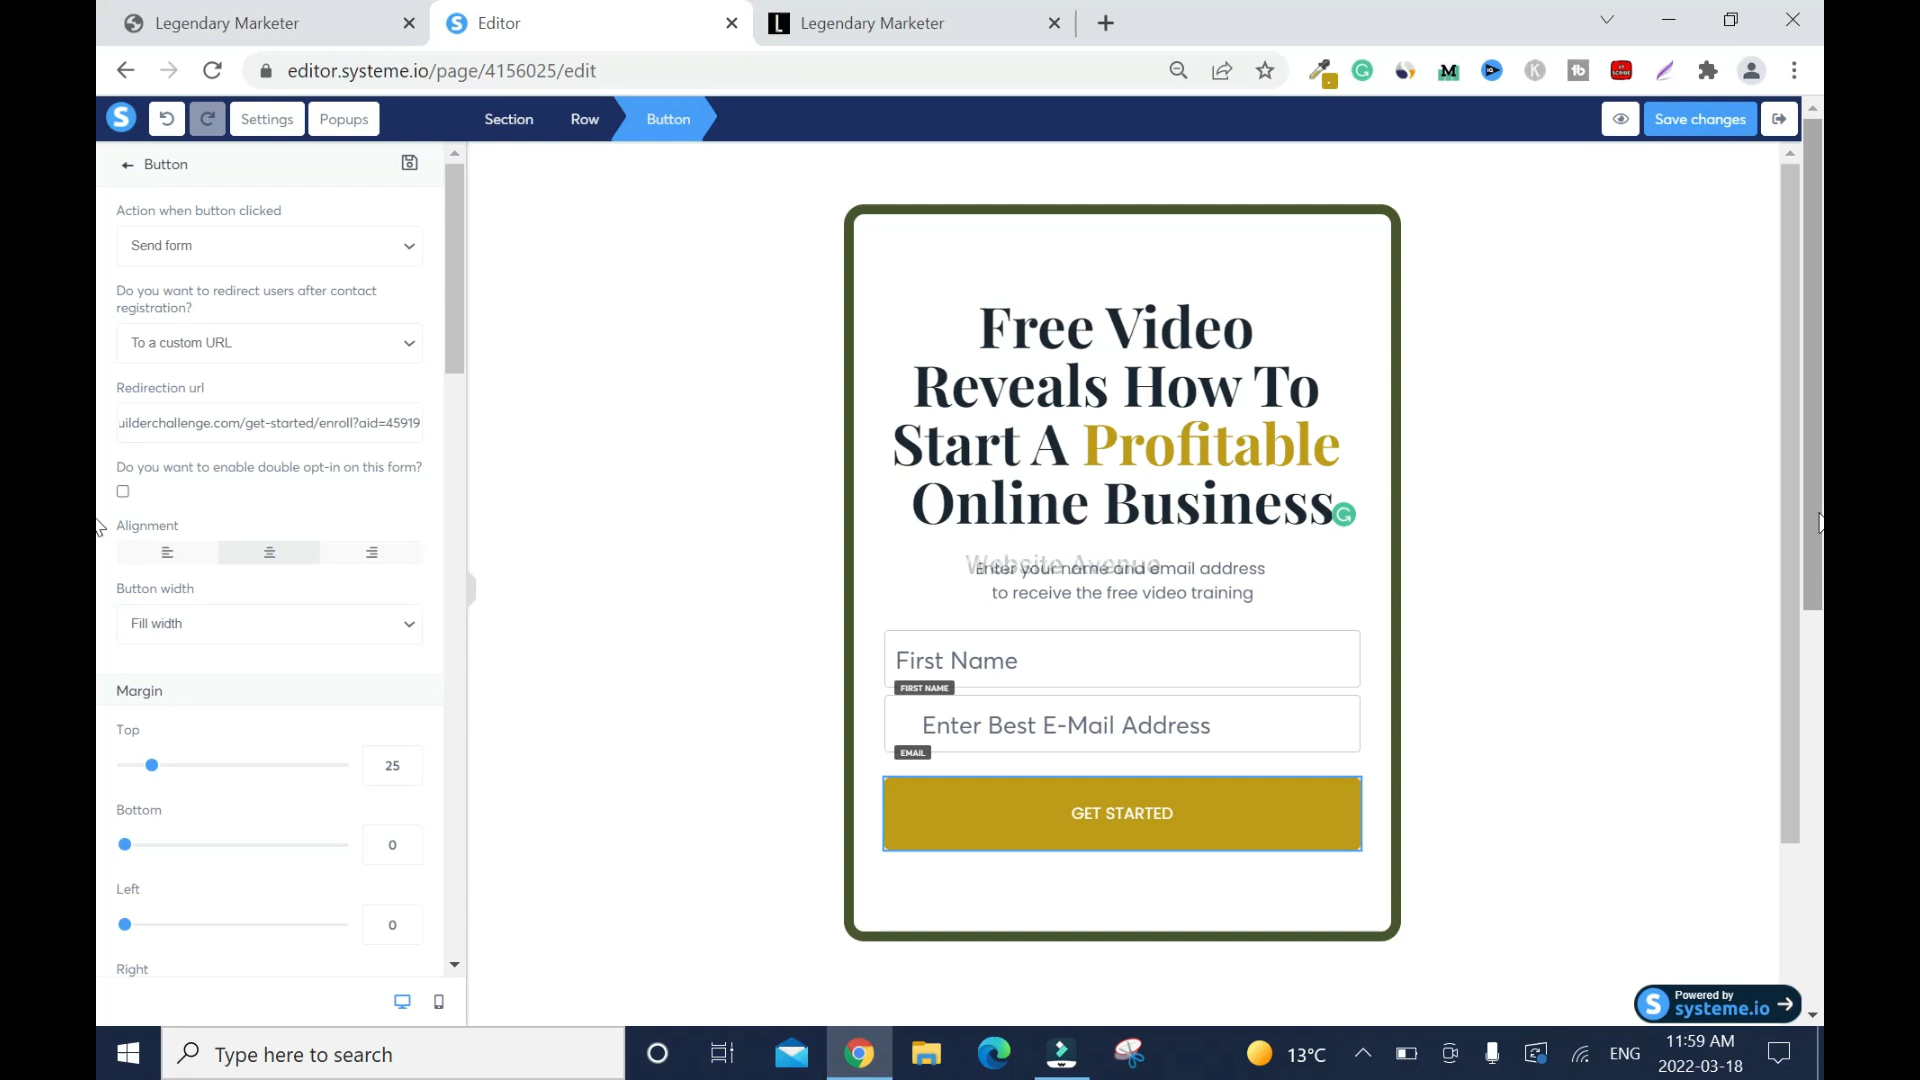 Legendary Marketer
Editor
Legendary Marketer
editor.systeme.io/page/4156025/edit
Settings
Popups
Section
Row
Button
Save changes
Button
Action when button clicked
Send form
Do you want to redirect users after contact
registration?
To a custom URL
Redirection url
uilderchallenge.com/get-started/enroll?aid=45919
Do you want to enable double opt-in on this form?
Alignment
Button width
Fill width
Margin
Top
25
Bottom
0
Left
0
Right
Free Video
Reveals How To
Start A Profitable
Online Business
Website Avenue
Enter your name and email address
to receive the free video training
First Name
FIRST NAME
Enter Best E-Mail Address
EMAIL
GET STARTED
Powered by
systeme.io
Type here to search
13°C
ENG
11:59 AM
2022-03-18